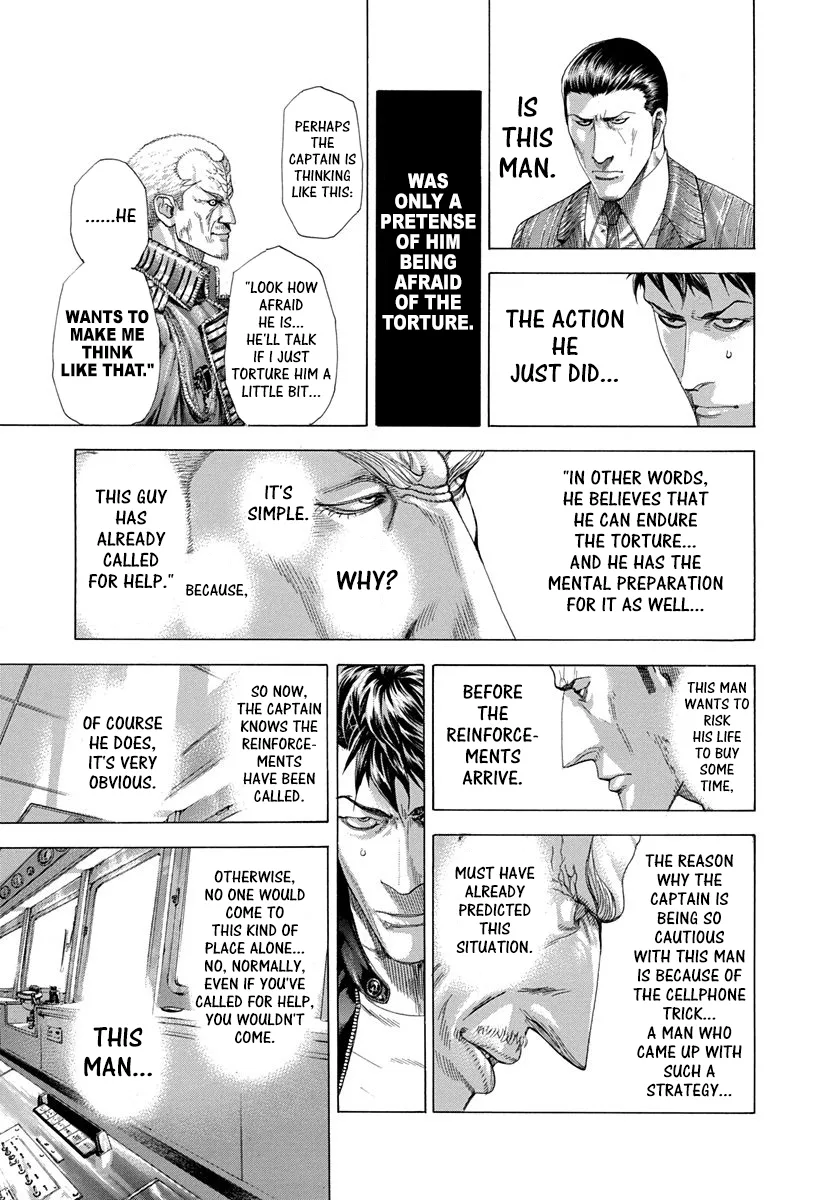 IS
THIS
MAN.
THE ACTION
HE
JUST DID...
WAS
ONLY A
PRETENSE
OF HIM
BEING
AFRAID
OF THE
TORTURE.
PERHAPS
THE
CAPTAIN IS
THINKING
LIKE THIS:
"LOOK HOW
AFRAID
HE IS...
HE'LL TALK
IF I JUST
TORTURE HIM A
LITTLE BIT...
......HE
WANTS TO
MAKE ME
THINK
LIKE THAT."
"IN OTHER WORDS,
HE BELIEVES THAT
HE CAN ENDURE
THE TORTURE...
AND HE HAS THE
MENTAL PREPARATION
FOR IT AS WELL...
WHY?
IT'S
SIMPLE.
BECAUSE,
THIS GUY
HAS
ALREADY
CALLED
FOR HELP."
THIS MAN
WANTS TO
RISK
HIS LIFE
TO BUY
SOME
TIME,
BEFORE
THE
REINFORCE-
MENTS
ARRIVE.
THE REASON
WHY THE
CAPTAIN IS
BEING SO
CAUTIOUS
WITH THIS MAN
IS BECAUSE OF
THE CELLPHONE
TRICK...
A MAN WHO
CAME UP WITH
SUCH A
STRATEGY...
MUST HAVE
ALREADY
PREDICTED
THIS
SITUATION.
SO NOW,
THE CAPTAIN
KNOWS THE
REINFORCE-
MENTS
HAVE BEEN
CALLED.
OF COURSE
HE DOES,
IT'S VERY
OBVIOUS.
OTHERWISE,
NO ONE WOULD
COME TO
THIS KIND OF
PLACE ALONE...
NO, NORMALLY,
EVEN IF YOU'VE
CALLED FOR HELP,
YOU WOULDN'T
COME.
THIS
MAN...